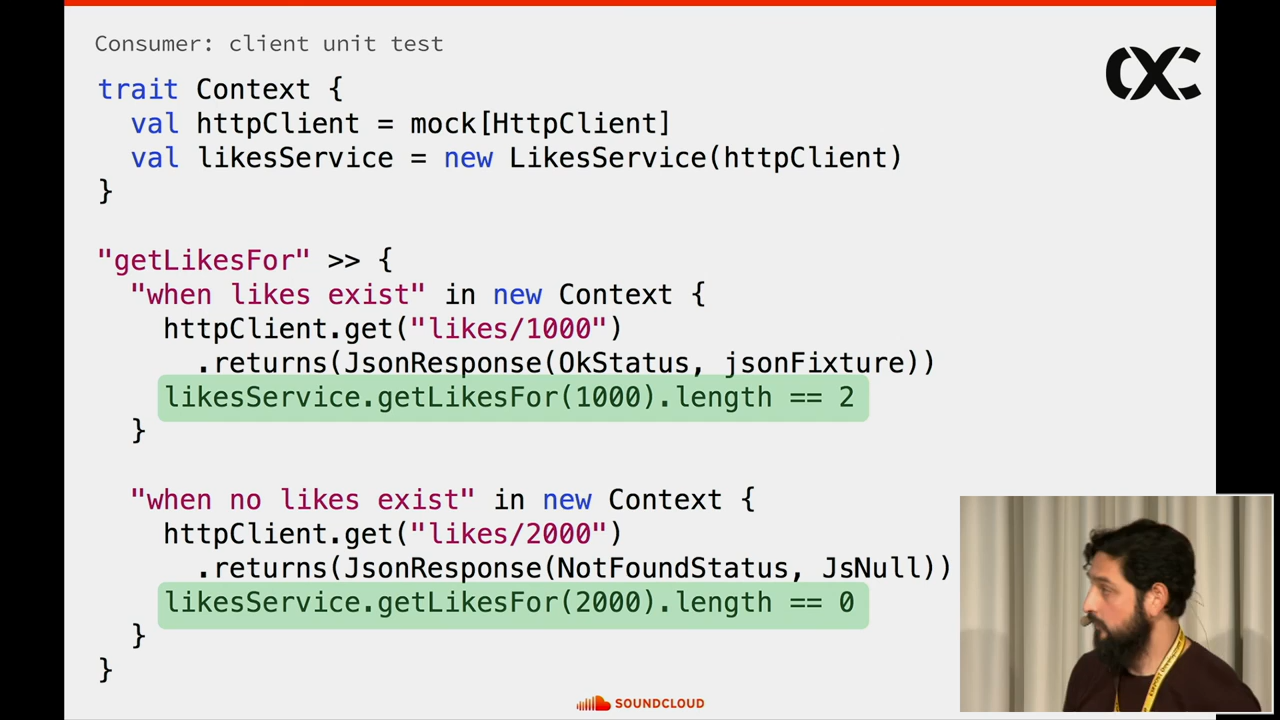 Consumer: client unit test
trait Context {
  val httpClient = mock[HttpClient]
  val likesService = new LikesService(httpClient)
}
"getLikesFor" >> {
  "when likes exist" in new Context {
    httpClient.get("likes/1000")
      .returns(JsonResponse(OkStatus, jsonFixture))
    likesService.getLikesFor(1000).length == 2
  }
  "when no likes exist" in new Context {
    httpClient.get("likes/2000")
      .returns(JsonResponse(NotFoundStatus, JsNull))
    likesService.getLikesFor(2000).length == 0
  }
}
SOUNDCLOUD